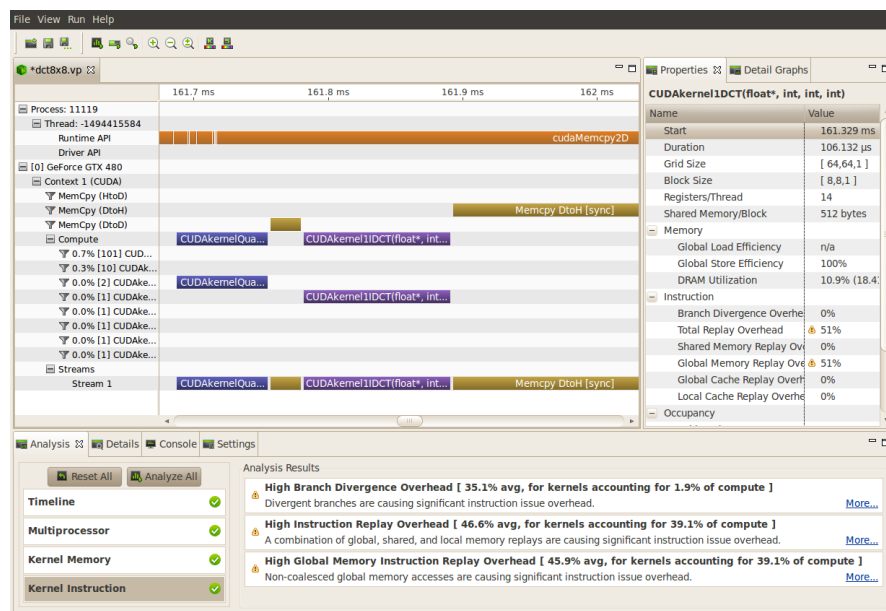 File View Run Help
*dct8x8.vp
161.7 ms 161.8 ms 161.9 ms 162 ms
Process: 11119
Thread: -1494415584
Runtime API cudaMemcpy2D
Driver API
[0] GeForce GTX 480
Context 1 (CUDA)
MemCpy (HtoD)
MemCpy (DtoH) Memcpy DtoH [sync]
MemCpy (DtoD)
Compute CUDAkernelQua... CUDAkernel1IDCT(float*, int...
0.7% [101] CUD...
0.3% [10] CUDAk...
0.0% [2] CUDAke... CUDAkernelQua...
0.0% [1] CUDAke... CUDAkernel1IDCT(float*, int...
0.0% [1] CUDAke...
0.0% [1] CUDAke...
0.0% [1] CUDAke...
0.0% [1] CUDAke...
Streams
Stream 1 CUDAkernelQua... CUDAkernel1IDCT(float*, int... Memcpy DtoH [sync]
Properties Detail Graphs
CUDAkernel1DCT(float*, int, int, int)
Name Value
Start 161.329 ms
Duration 106.132 µs
Grid Size [ 64,64,1 ]
Block Size [ 8,8,1 ]
Registers/Thread 14
Shared Memory/Block 512 bytes
Memory
Global Load Efficiency n/a
Global Store Efficiency 100%
DRAM Utilization 10.9% (18.4
Instruction
Branch Divergence Overhe 0%
Total Replay Overhead 51%
Shared Memory Replay Ov 0%
Global Memory Replay Ove 51%
Global Cache Replay Overh 0%
Local Cache Replay Overhe 0%
Occupancy
Analysis Details Console Settings
Reset All Analyze All
Timeline
Multiprocessor
Kernel Memory
Kernel Instruction
Analysis Results
High Branch Divergence Overhead [ 35.1% avg, for kernels accounting for 1.9% of compute ]
Divergent branches are causing significant instruction issue overhead. More...
High Instruction Replay Overhead [ 46.6% avg, for kernels accounting for 39.1% of compute ]
A combination of global, shared, and local memory replays are causing significant instruction issue overhead. More...
High Global Memory Instruction Replay Overhead [ 45.9% avg, for kernels accounting for 39.1% of compute ]
Non-coalesced global memory accesses are causing significant instruction issue overhead. More...